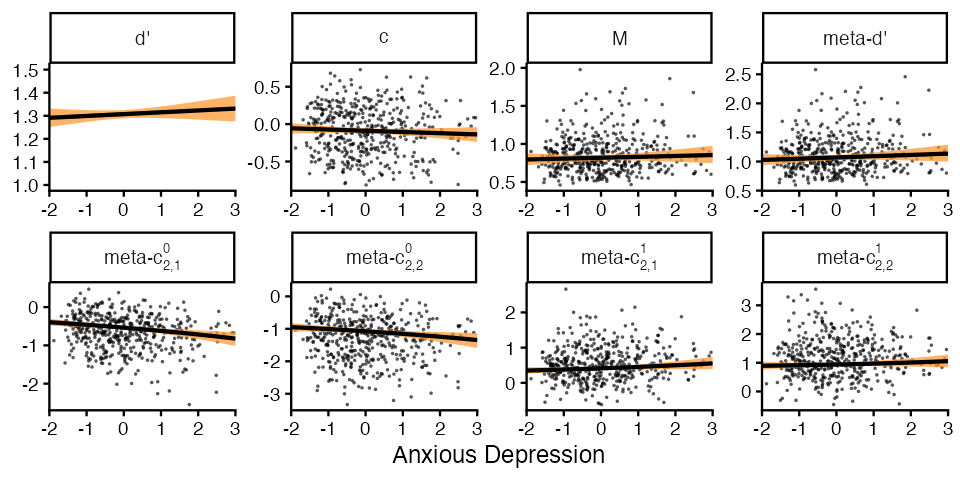 d' c M meta-d'
1.5 0.5 2.0 2.5
1.4 2.0
1.3 0.0 1.5 1.5
1.2 1.0 1.0
1.1 -0.5
1.0 0.5 0.5
-2 -1 0 1 2 3 -2 -1 0 1 2 3 -2 -1 0 1 2 3 -2 -1 0 1 2 3
meta-c⁰₂,₁ meta-c⁰₂,₂ meta-c¹₂,₁ meta-c¹₂,₂
0 0 2 3
-1 -1 1 2
-2 1
-2 -3 0 0
-2 -1 0 1 2 3 -2 -1 0 1 2 3 -2 -1 0 1 2 3 -2 -1 0 1 2 3
Anxious Depression